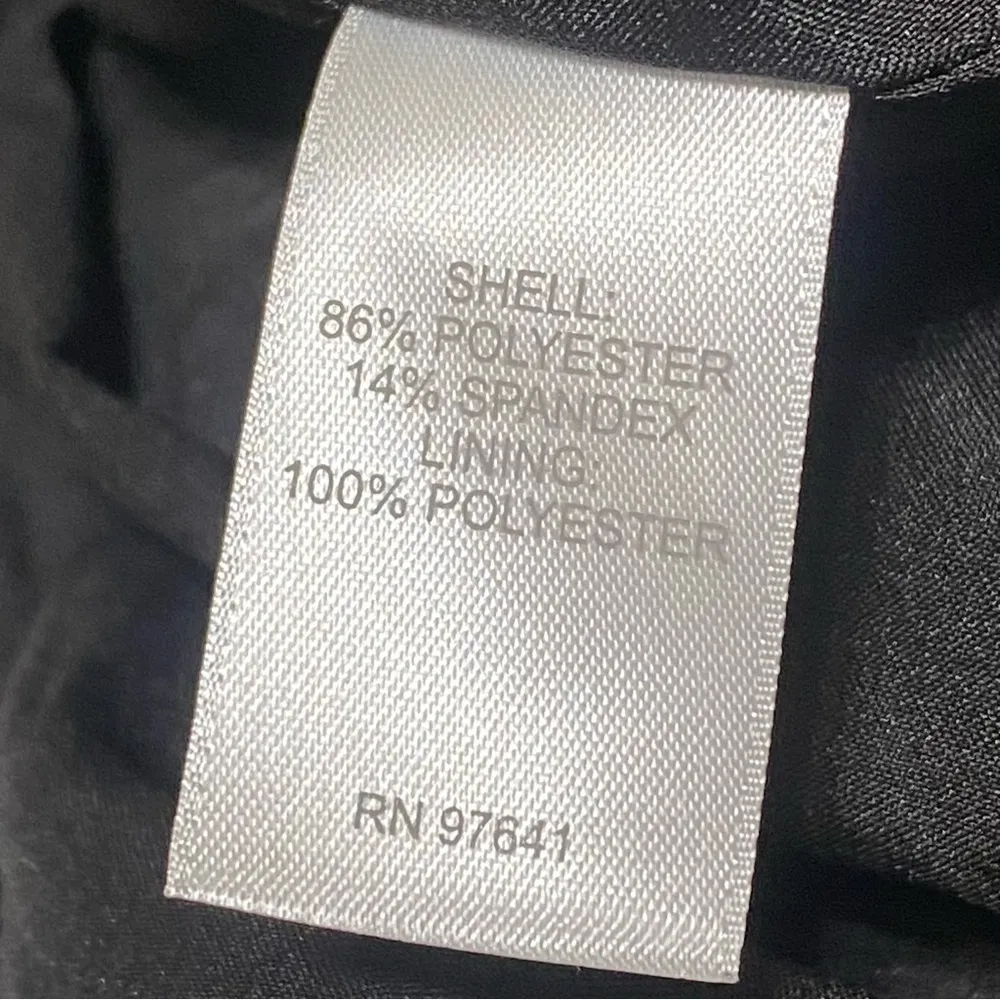 SHELL:
86% POLYESTER
14% SPANDEX
LINING:
100% POLYESTER
RN 97641